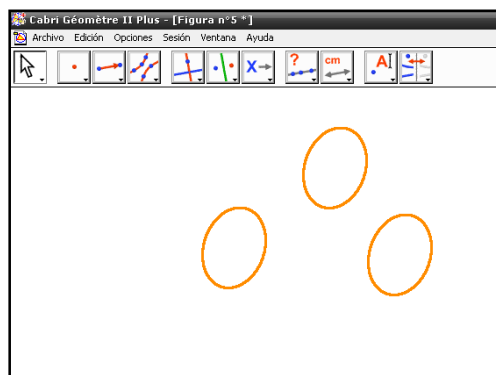 Cabri Géomètre II Plus - [Figura n°5 *]
Archivo Edición Opciones Sesión Ventana Ayuda
X ? cm A